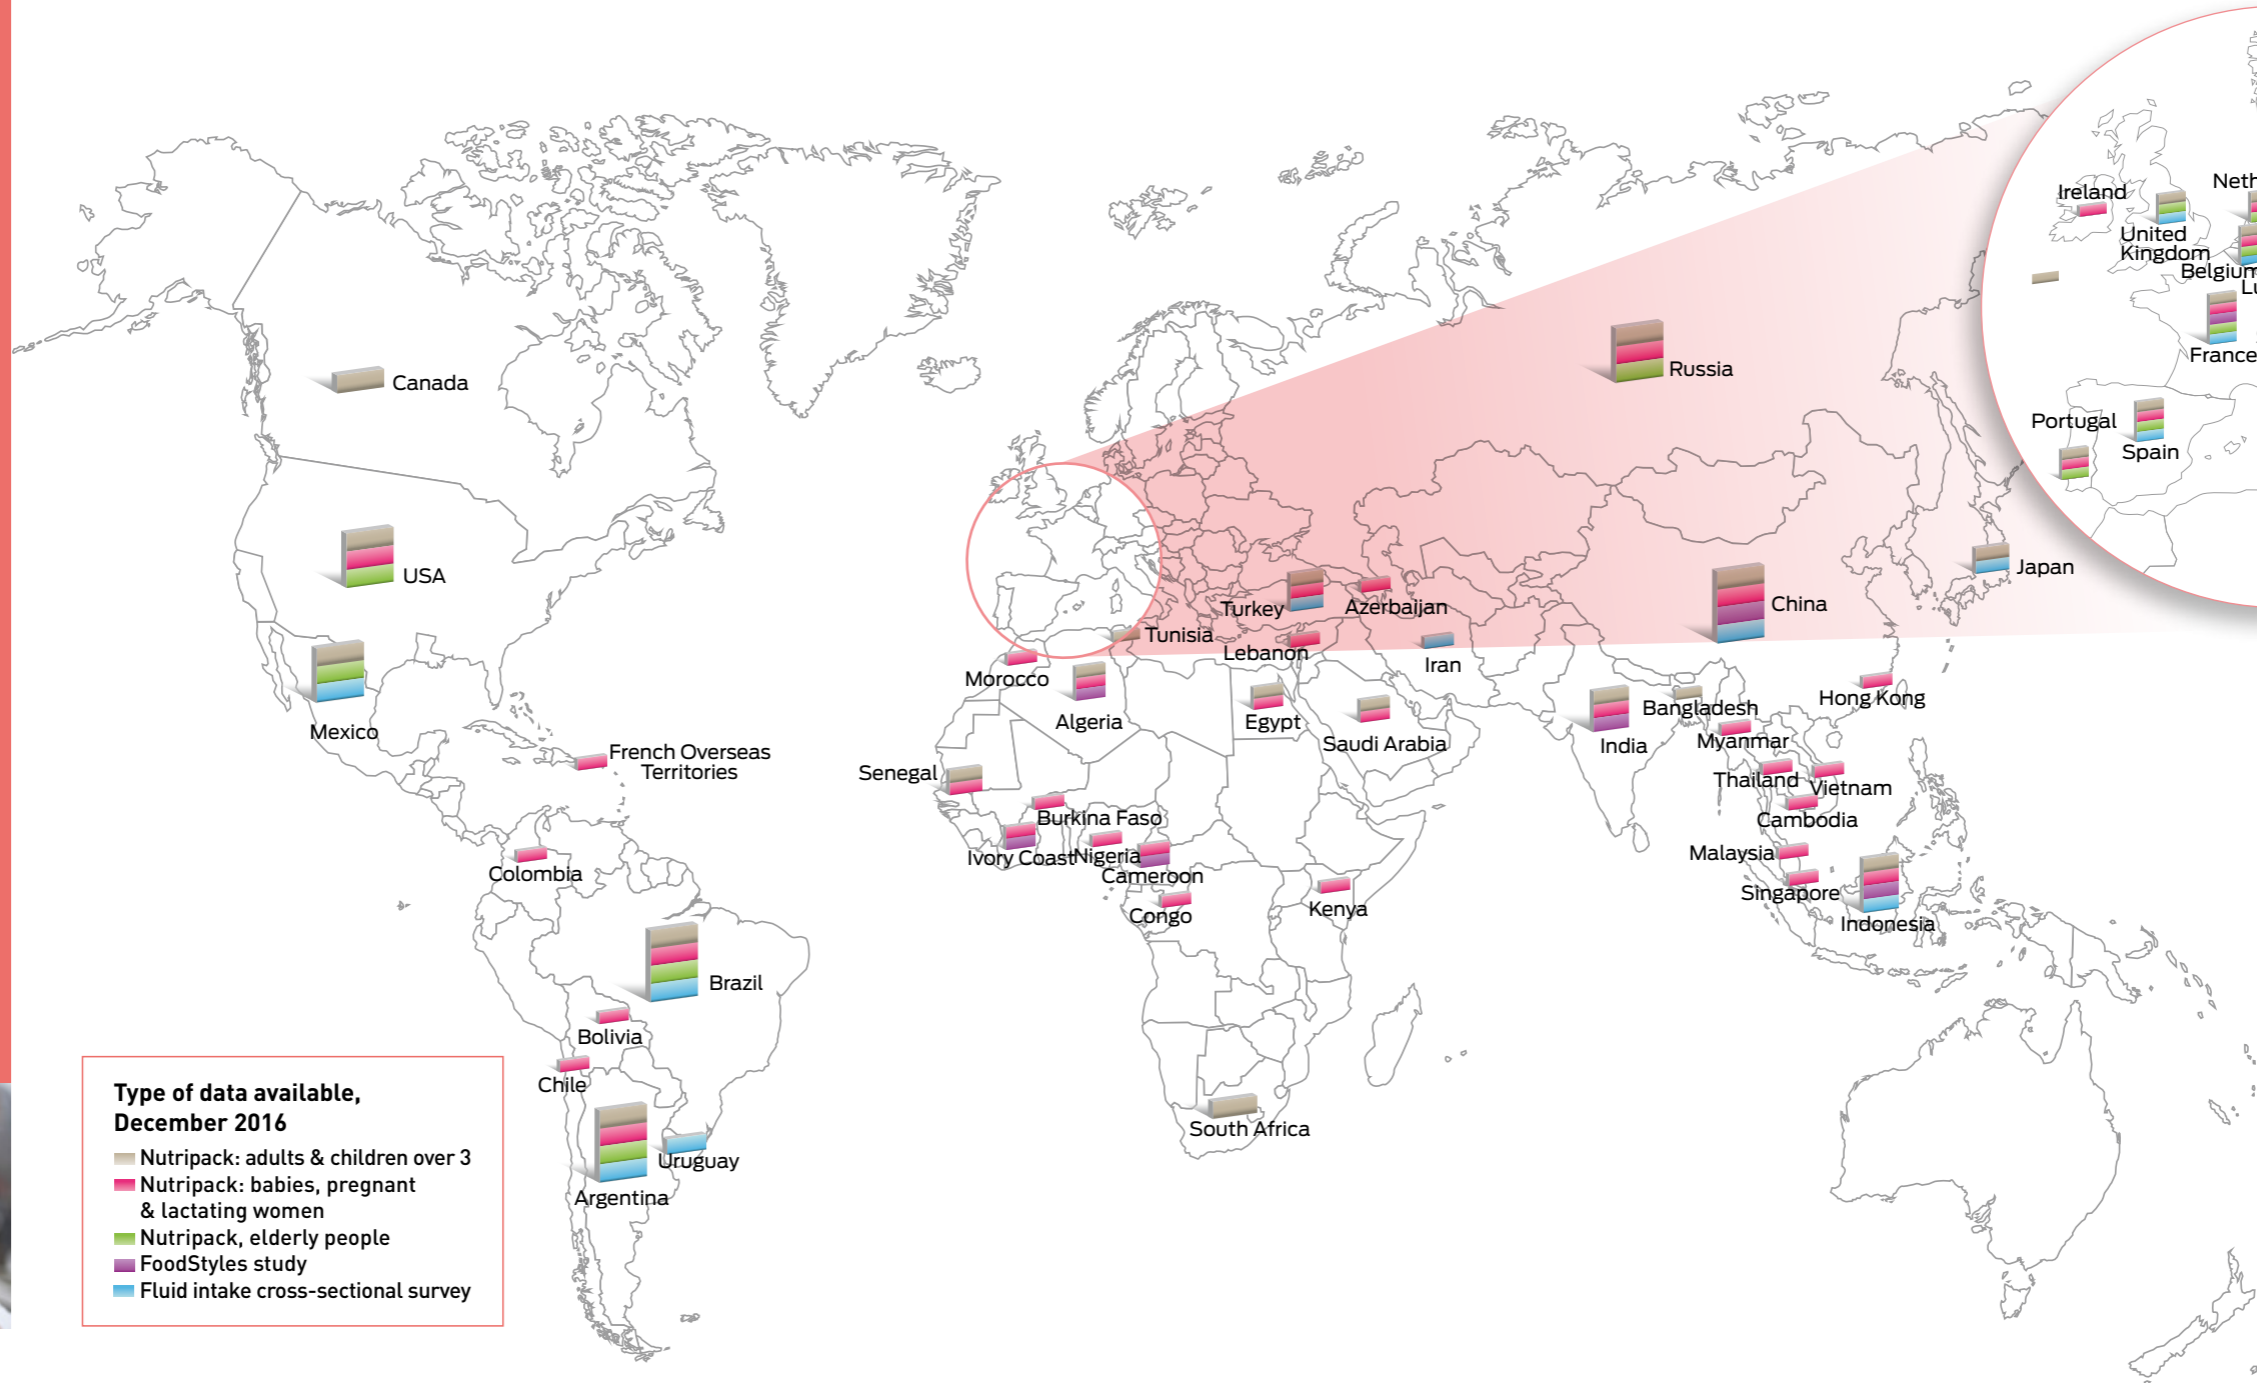 Ireland
Neth
United
Kingdom
Belgium
Lu
France
Portugal
Spain
Canada
Russia
USA
Japan
China
Turkey
Azerbaijan
Tunisia
Lebanon
Iran
Morocco
Mexico
Algeria
Egypt
Saudi Arabia
India
Bangladesh
Hong Kong
Myanmar
French Overseas
Territories
Senegal
Thailand
Vietnam
Burkina Faso
Cambodia
Ivory Coast
Nigeria
Cameroon
Colombia
Malaysia
Singapore
Congo
Kenya
Indonesia
Brazil
Bolivia
Chile
South Africa
Uruguay
Argentina
Type of data available,
December 2016
Nutripack: adults & children over 3
Nutripack: babies, pregnant
& lactating women
Nutripack, elderly people
FoodStyles study
Fluid intake cross-sectional survey